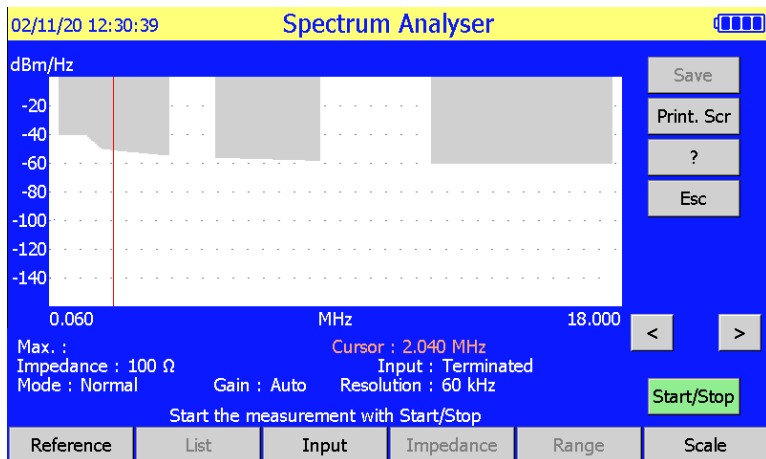 02/11/20 12:30:39 Spectrum Analyser
dBm/Hz
Save
-20
Print. Scr
-40
-60
?
-80
Esc
-100
-120
-140
0.060 MHz 18.000
< >
Max. : Cursor : 2.040 MHz
Impedance : 100 Ω Input : Terminated
Mode : Normal Gain : Auto Resolution : 60 kHz
Start/Stop
Start the measurement with Start/Stop
Reference List Input Impedance Range Scale